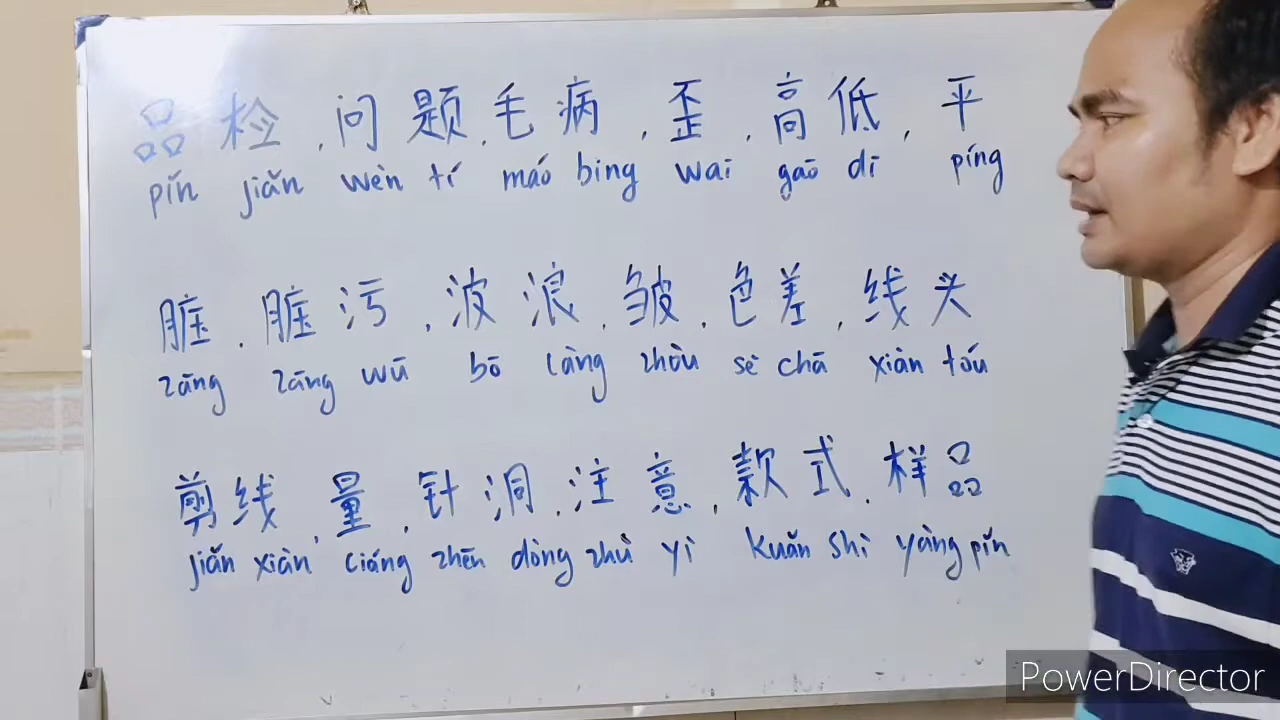 品检,问题,毛病,歪,高低,平
pǐn jiǎn wèn tí máo bing wāi gāo dī píng
脏,脏污,波浪,皱,色差,线头
zāng zāng wū bō làng zhòu sè chā xiàn tóu
剪线,量,针洞,注意,款式,样品
jiǎn xiàn liáng zhēn dòng zhù yì kuǎn shì yàng pǐn
PowerDirector